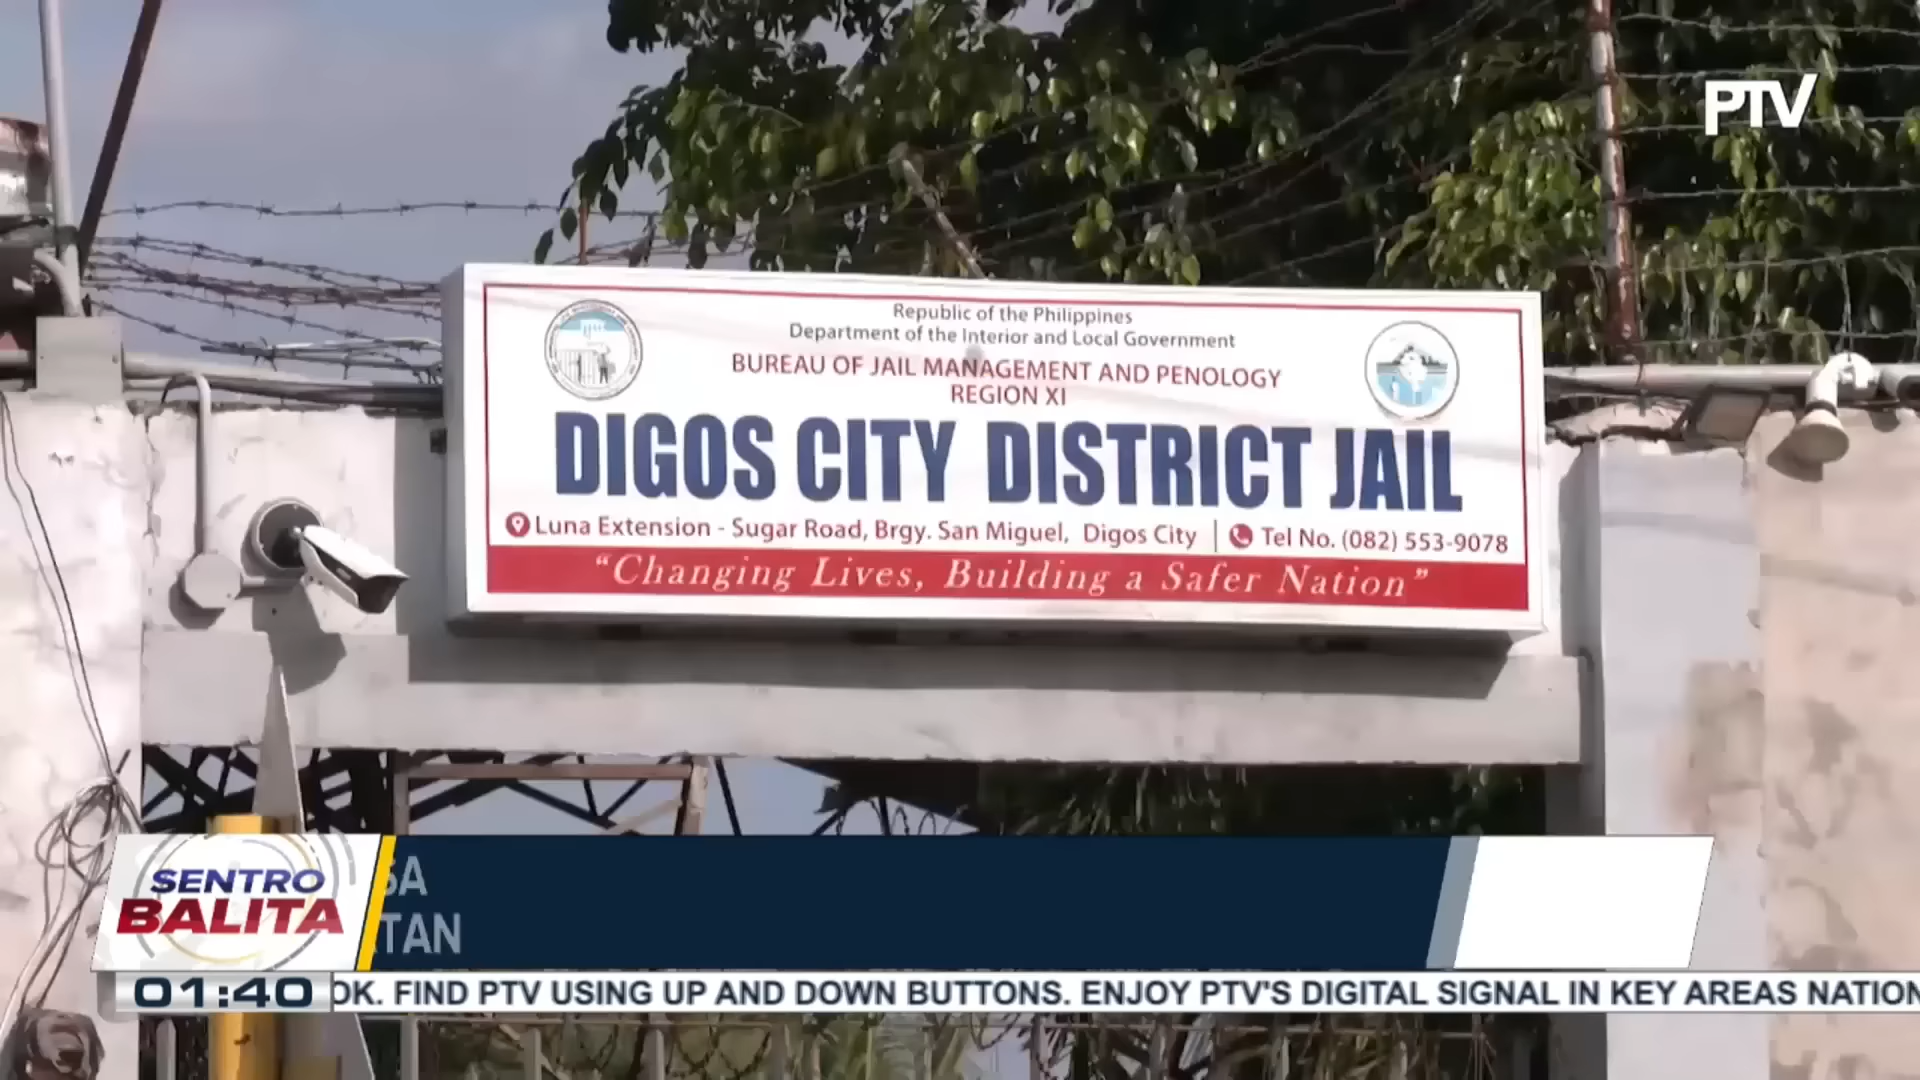 PTV
Republic of the Philippines
Department of the Interior and Local Government
BUREAU OF JAIL MANAGEMENT AND PENOLOGY
REGION XI
DIGOS CITY DISTRICT JAIL
Luna Extension - Sugar Road, Brgy. San Miguel, Digos City | Tel No. (082) 553-9078
"Changing Lives, Building a Safer Nation"
SENTRO
BALITA
SA
TAN
01:40
OK. FIND PTV USING UP AND DOWN BUTTONS. ENJOY PTV'S DIGITAL SIGNAL IN KEY AREAS NATION